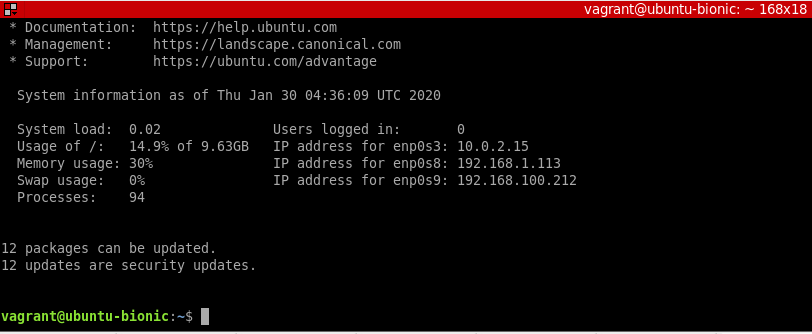 vagrant@ubuntu-bionic: ~ 168x18
* Documentation:  https://help.ubuntu.com
* Management:     https://landscape.canonical.com
* Support:        https://ubuntu.com/advantage
System information as of Thu Jan 30 04:36:09 UTC 2020
System load:  0.02              Users logged in:       0
Usage of /:   14.9% of 9.63GB   IP address for enp0s3: 10.0.2.15
Memory usage: 30%               IP address for enp0s8: 192.168.1.113
Swap usage:   0%                IP address for enp0s9: 192.168.100.212
Processes:    94
12 packages can be updated.
12 updates are security updates.
vagrant@ubuntu-bionic:~$